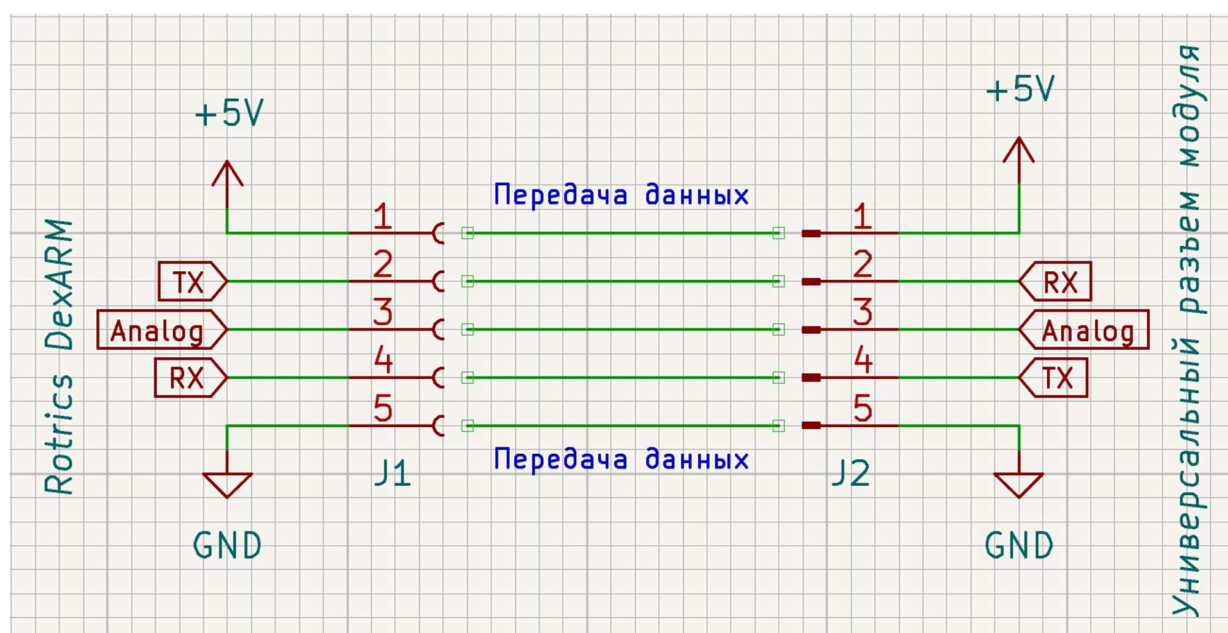 +5V
+5V
Передача данных
1
1
2
2
TX
RX
3
3
Analog
Analog
4
4
RX
TX
5
5
Передача данных
J1
J2
GND
GND
Rotrics DexARM
Универсальный разъем модуля